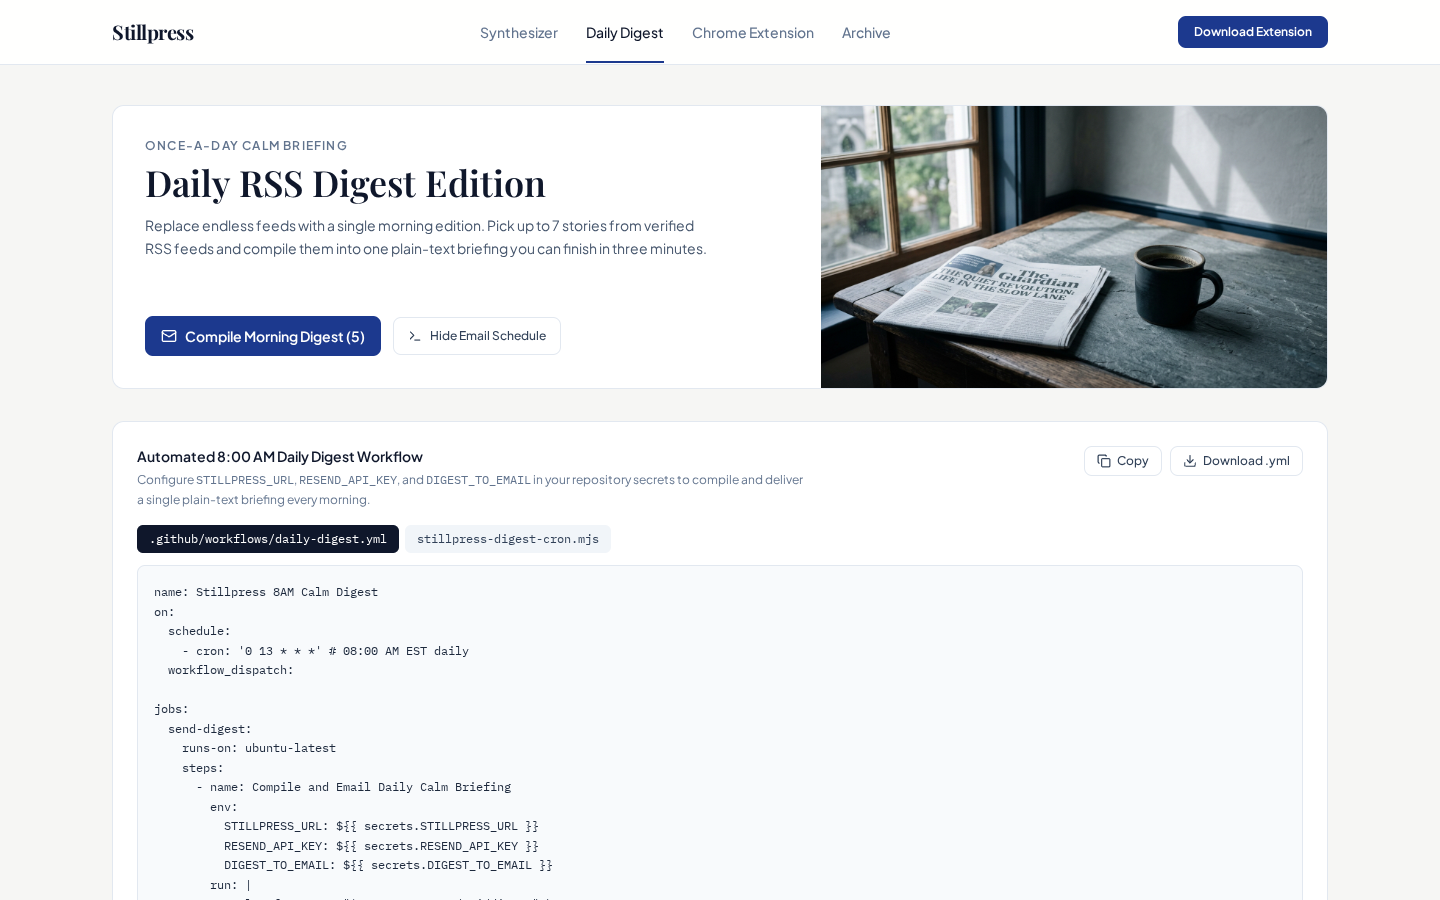 Stillpress
Synthesizer
Daily Digest
Chrome Extension
Archive
Download Extension
ONCE-A-DAY CALM BRIEFING
Daily RSS Digest Edition
Replace endless feeds with a single morning edition. Pick up to 7 stories from verified
RSS feeds and compile them into one plain-text briefing you can finish in three minutes.
Compile Morning Digest (5)
Hide Email Schedule
The
Guardian
THE QUIET REVOLUTION:
LIFE IN THE SLOW LANE
Automated 8:00 AM Daily Digest Workflow
Configure STILLPRESS_URL, RESEND_API_KEY, and DIGEST_TO_EMAIL in your repository secrets to compile and deliver
a single plain-text briefing every morning.
Copy
Download .yml
.github/workflows/daily-digest.yml
stillpress-digest-cron.mjs
name: Stillpress 8AM Calm Digest
on:
  schedule:
    - cron: '0 13 * * *' # 08:00 AM EST daily
  workflow_dispatch:
jobs:
  send-digest:
    runs-on: ubuntu-latest
    steps:
      - name: Compile and Email Daily Calm Briefing
        env:
          STILLPRESS_URL: ${{ secrets.STILLPRESS_URL }}
          RESEND_API_KEY: ${{ secrets.RESEND_API_KEY }}
          DIGEST_TO_EMAIL: ${{ secrets.DIGEST_TO_EMAIL }}
        run: |